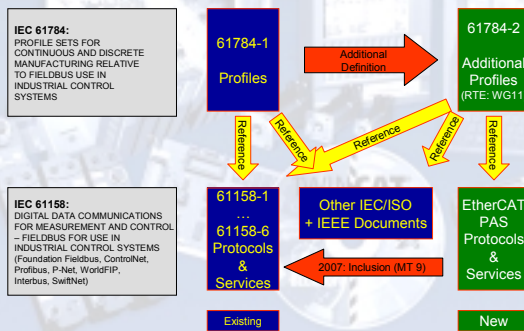 IEC 61784:
PROFILE SETS FOR
CONTINUOUS AND DISCRETE
MANUFACTURING RELATIVE
TO FIELDBUS USE IN
INDUSTRIAL CONTROL
SYSTEMS
61784-1
Profiles
Additional
Definition
61784-2
Additional
Profiles
(RTE: WG11
Reference
Reference
Reference
Reference
Reference
IEC 61158:
DIGITAL DATA COMMUNICATIONS
FOR MEASUREMENT AND CONTROL
– FIELDBUS FOR USE IN
INDUSTRIAL CONTROL SYSTEMS
(Foundation Fieldbus, ControlNet,
Profibus, P-Net, WorldFIP,
Interbus, SwiftNet)
61158-1
...
61158-6
Protocols
&
Services
Other IEC/ISO
+ IEEE Documents
2007: Inclusion (MT 9)
EtherCAT
PAS
Protocols
&
Services
Existing
New